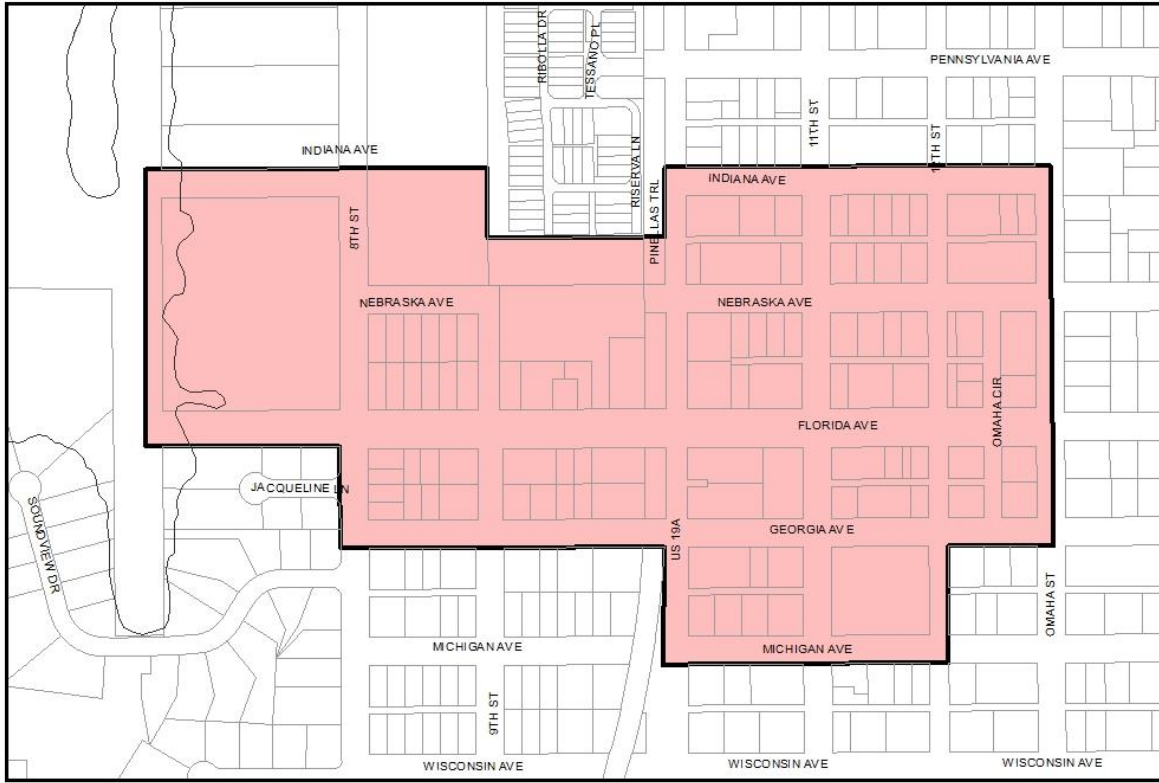 RIBOLLA DR
TESSANO PL
PENNSYLVANIA AVE
11TH ST
INDIANA AVE
RISERVA LN
INDIANA AVE
8TH ST
PINELLAS TRL
NEBRASKA AVE
NEBRASKA AVE
OMAHA CIR
FLORIDA AVE
JACQUELINE LN
SOUNDVIEW DR
GEORGIA AVE
US 19A
OMAHA ST
MICHIGAN AVE
MICHIGAN AVE
9TH ST
WISCONSIN AVE
WISCONSIN AVE
WISCONSIN AVE